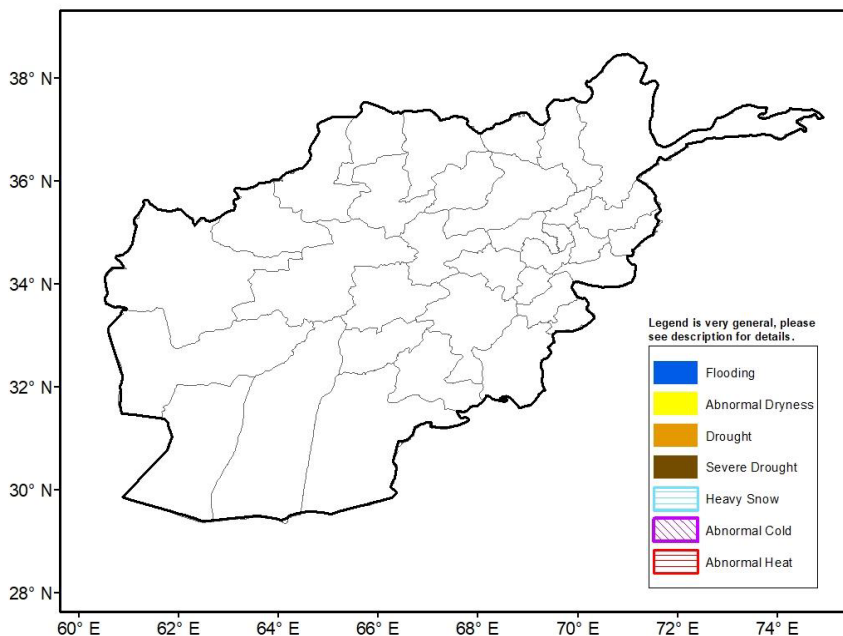 38° N
36° N
34° N
32° N
30° N
28° N
Legend is very general, please
see description for details.
Flooding
Abnormal Dryness
Drought
Severe Drought
Heavy Snow
Abnormal Cold
Abnormal Heat
60° E 62° E 64° E 66° E 68° E 70° E 72° E 74° E